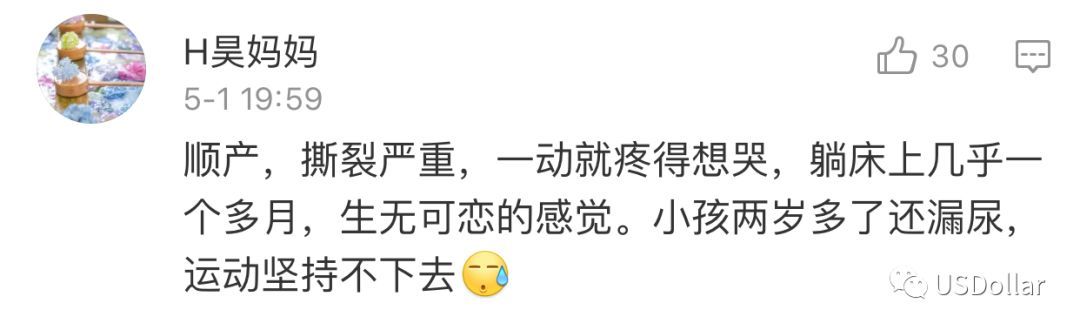 H昊妈妈
30
5-1 19:59
顺产，撕裂严重，一动就疼得想哭，躺床上几乎一
个多月，生无可恋的感觉。小孩两岁多了还漏尿，
运动坚持不下去
USDollar